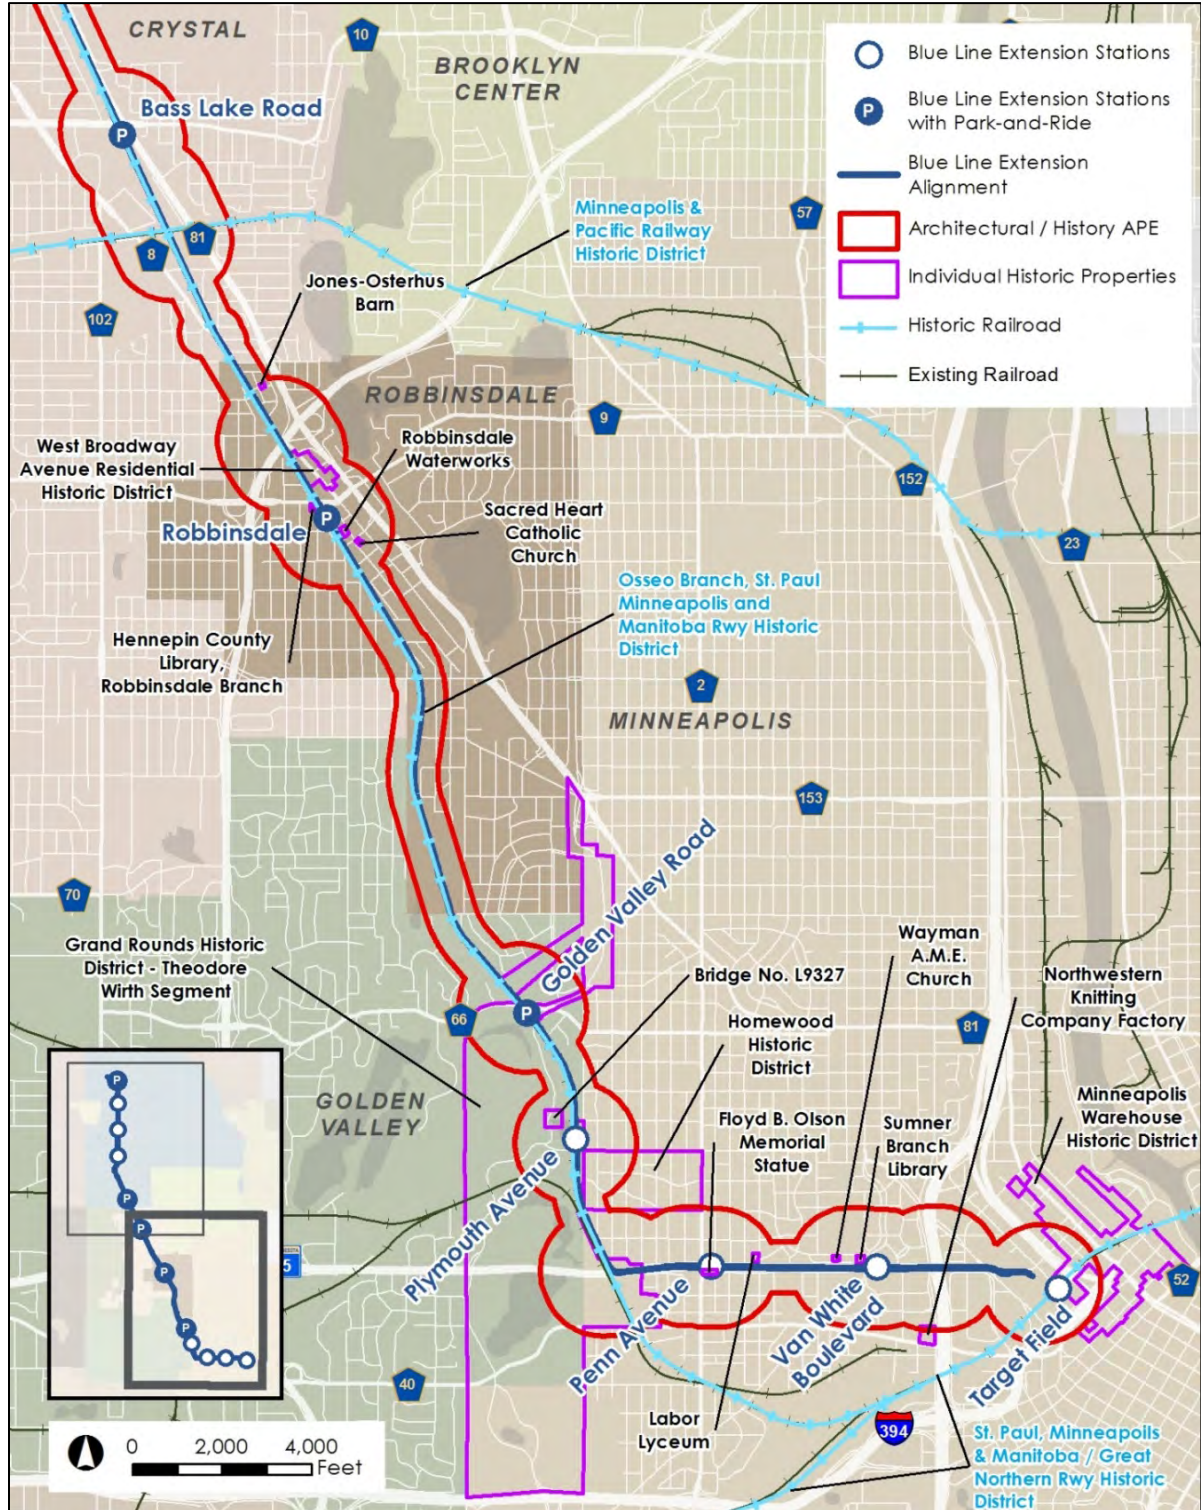 CRYSTAL
10
BROOKLYN
CENTER
Bass Lake Road
P
Blue Line Extension Stations
P
Blue Line Extension Stations
with Park-and-Ride
Blue Line Extension
Alignment
Architectural / History APE
Individual Historic Properties
Historic Railroad
Existing Railroad
57
Minneapolis &
Pacific Railway
Historic District
81
8
Jones-Osterhus
Barn
102
ROBBINSDALE
9
West Broadway
Avenue Residential
Historic District
Robbinsdale
Waterworks
152
Robbinsdale
P
Sacred Heart
Catholic
Church
23
Osseo Branch, St. Paul
Minneapolis and
Manitoba Rwy Historic
District
Hennepin County
Library,
Robbinsdale Branch
2
MINNEAPOLIS
153
70
Golden Valley Road
Grand Rounds Historic
District - Theodore
Wirth Segment
Bridge No. L9327
Wayman
A.M.E.
Church
Northwestern
Knitting
Company Factory
66
P
Homewood
Historic
District
81
GOLDEN
VALLEY
Floyd B. Olson
Memorial
Statue
Sumner
Branch
Library
Minneapolis
Warehouse
Historic District
P
P
P
P
P
5
Plymouth Avenue
Penn Avenue
Van White
Boulevard
Target Field
52
40
Labor
Lyceum
394
St. Paul, Minneapoils
& Manitoba / Great
Northern Rwy Historic
District
0 2,000 4,000
Feet